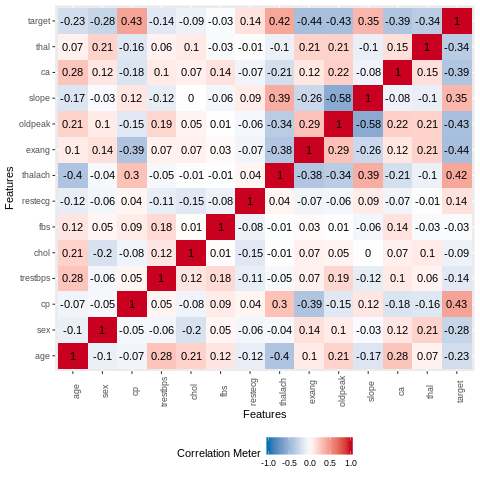 target -0.23 -0.28 0.43 -0.14 -0.09 -0.03 0.14 0.42 -0.44 -0.43 0.35 -0.39 -0.34 1
thal 0.07 0.21 -0.16 0.06 0.1 -0.03 -0.01 -0.1 0.21 0.21 -0.1 0.15 1 -0.34
ca 0.28 0.12 -0.18 0.1 0.07 0.14 -0.07 -0.21 0.12 0.22 -0.08 1 0.15 -0.39
slope -0.17 -0.03 0.12 -0.12 0 -0.06 0.09 0.39 -0.26 -0.58 1 -0.08 -0.1 0.35
oldpeak 0.21 0.1 -0.15 0.19 0.05 0.01 -0.06 -0.34 0.29 1 -0.58 0.22 0.21 -0.43
exang 0.1 0.14 -0.39 0.07 0.07 0.03 -0.07 -0.38 1 0.29 -0.26 0.12 0.21 -0.44
thalach -0.4 -0.04 0.3 -0.05 -0.01 -0.01 0.04 1 -0.38 -0.34 0.39 -0.21 -0.1 0.42
restecg -0.12 -0.06 0.04 -0.11 -0.15 -0.08 1 0.04 -0.07 -0.06 0.09 -0.07 -0.01 0.14
fbs 0.12 0.05 0.09 0.18 0.01 1 -0.08 -0.01 0.03 0.01 -0.06 0.14 -0.03 -0.03
chol 0.21 -0.2 -0.08 0.12 1 0.01 -0.15 -0.01 0.07 0.05 0 0.07 0.1 -0.09
trestbps 0.28 -0.06 0.05 1 0.12 0.18 -0.11 -0.05 0.07 0.19 -0.12 0.1 0.06 -0.14
cp -0.07 -0.05 1 0.05 -0.08 0.09 0.04 0.3 -0.39 -0.15 0.12 -0.18 -0.16 0.43
sex -0.1 1 -0.05 -0.06 -0.2 0.05 -0.06 -0.04 0.14 0.1 -0.03 0.12 0.21 -0.28
age 1 -0.1 -0.07 0.28 0.21 0.12 -0.12 -0.4 0.1 0.21 -0.17 0.28 0.07 -0.23
Features
age sex cp trestbps chol fbs restecg thalach exang oldpeak slope ca thal target
Features
Correlation Meter
-1.0 -0.5 0.0 0.5 1.0